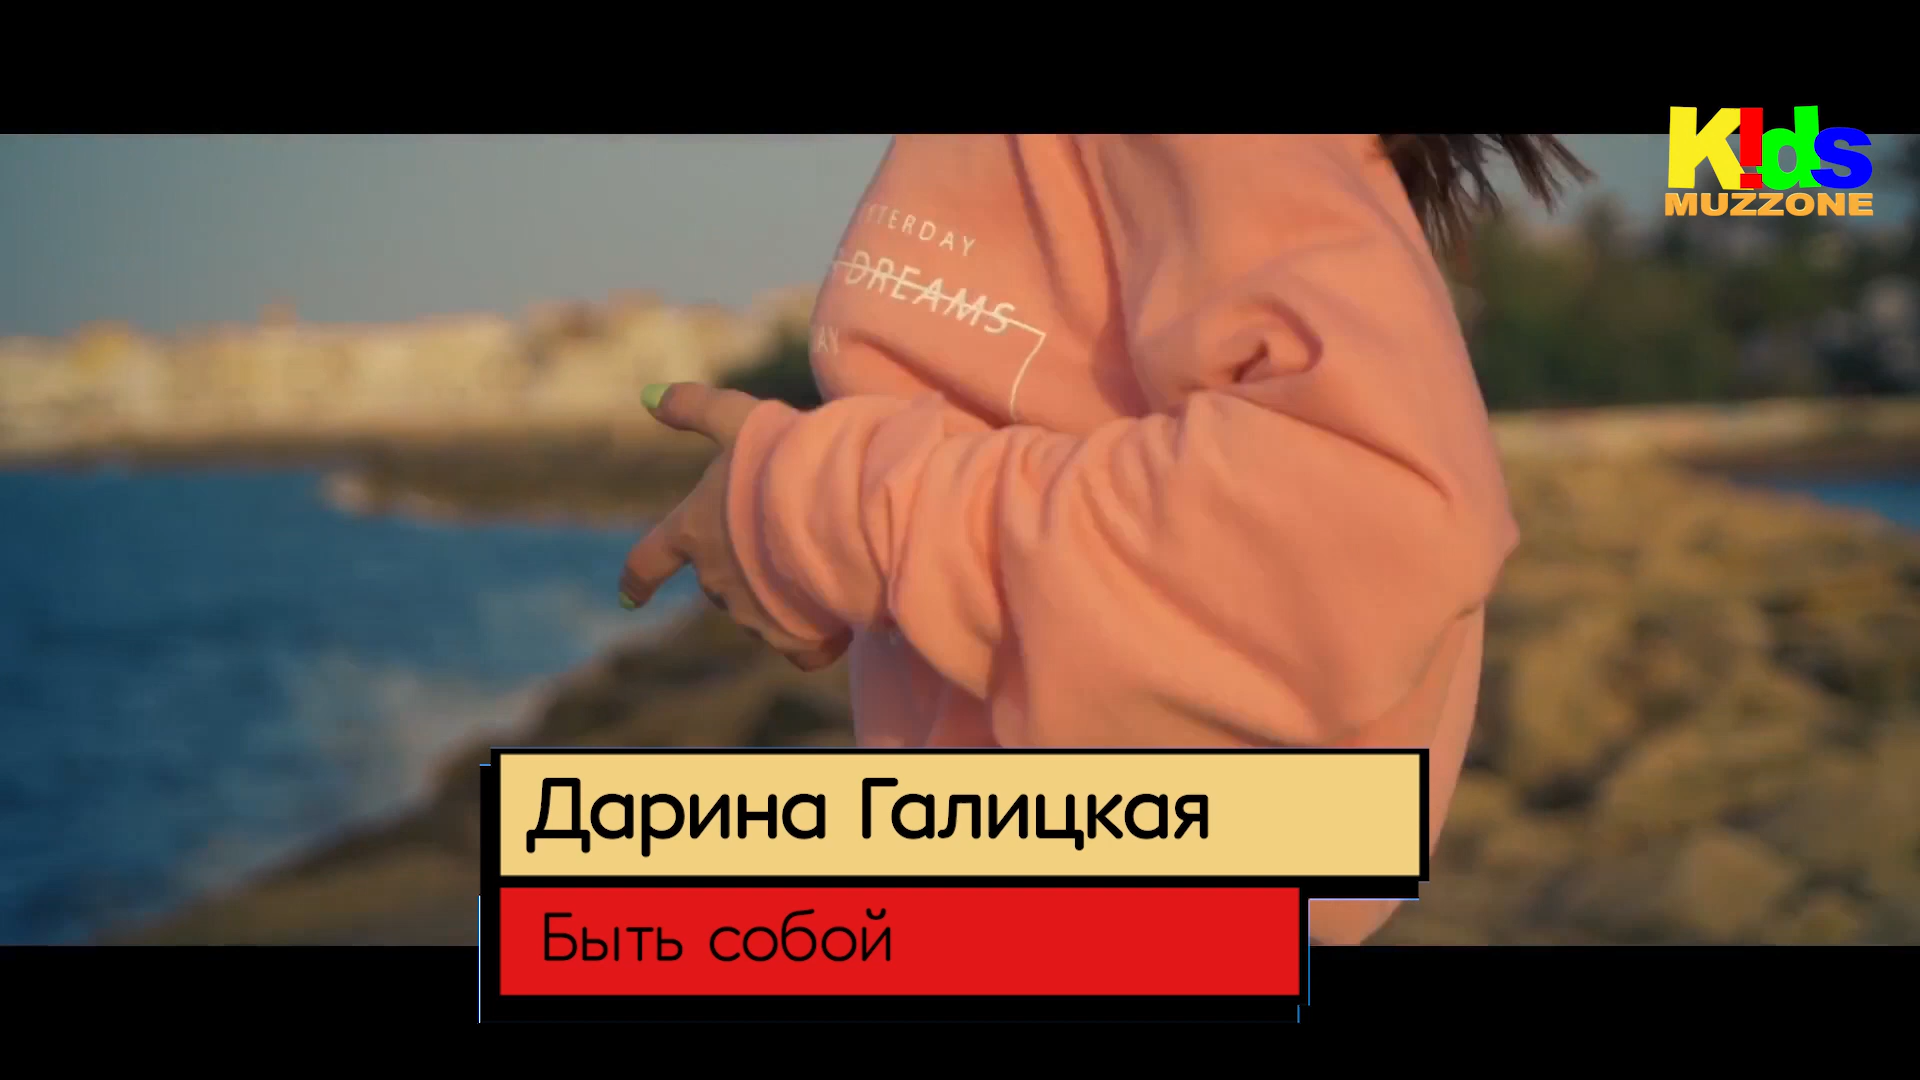 K!ds
MUZZONE
DREAMS
Дарина Галицкая
Быть собой